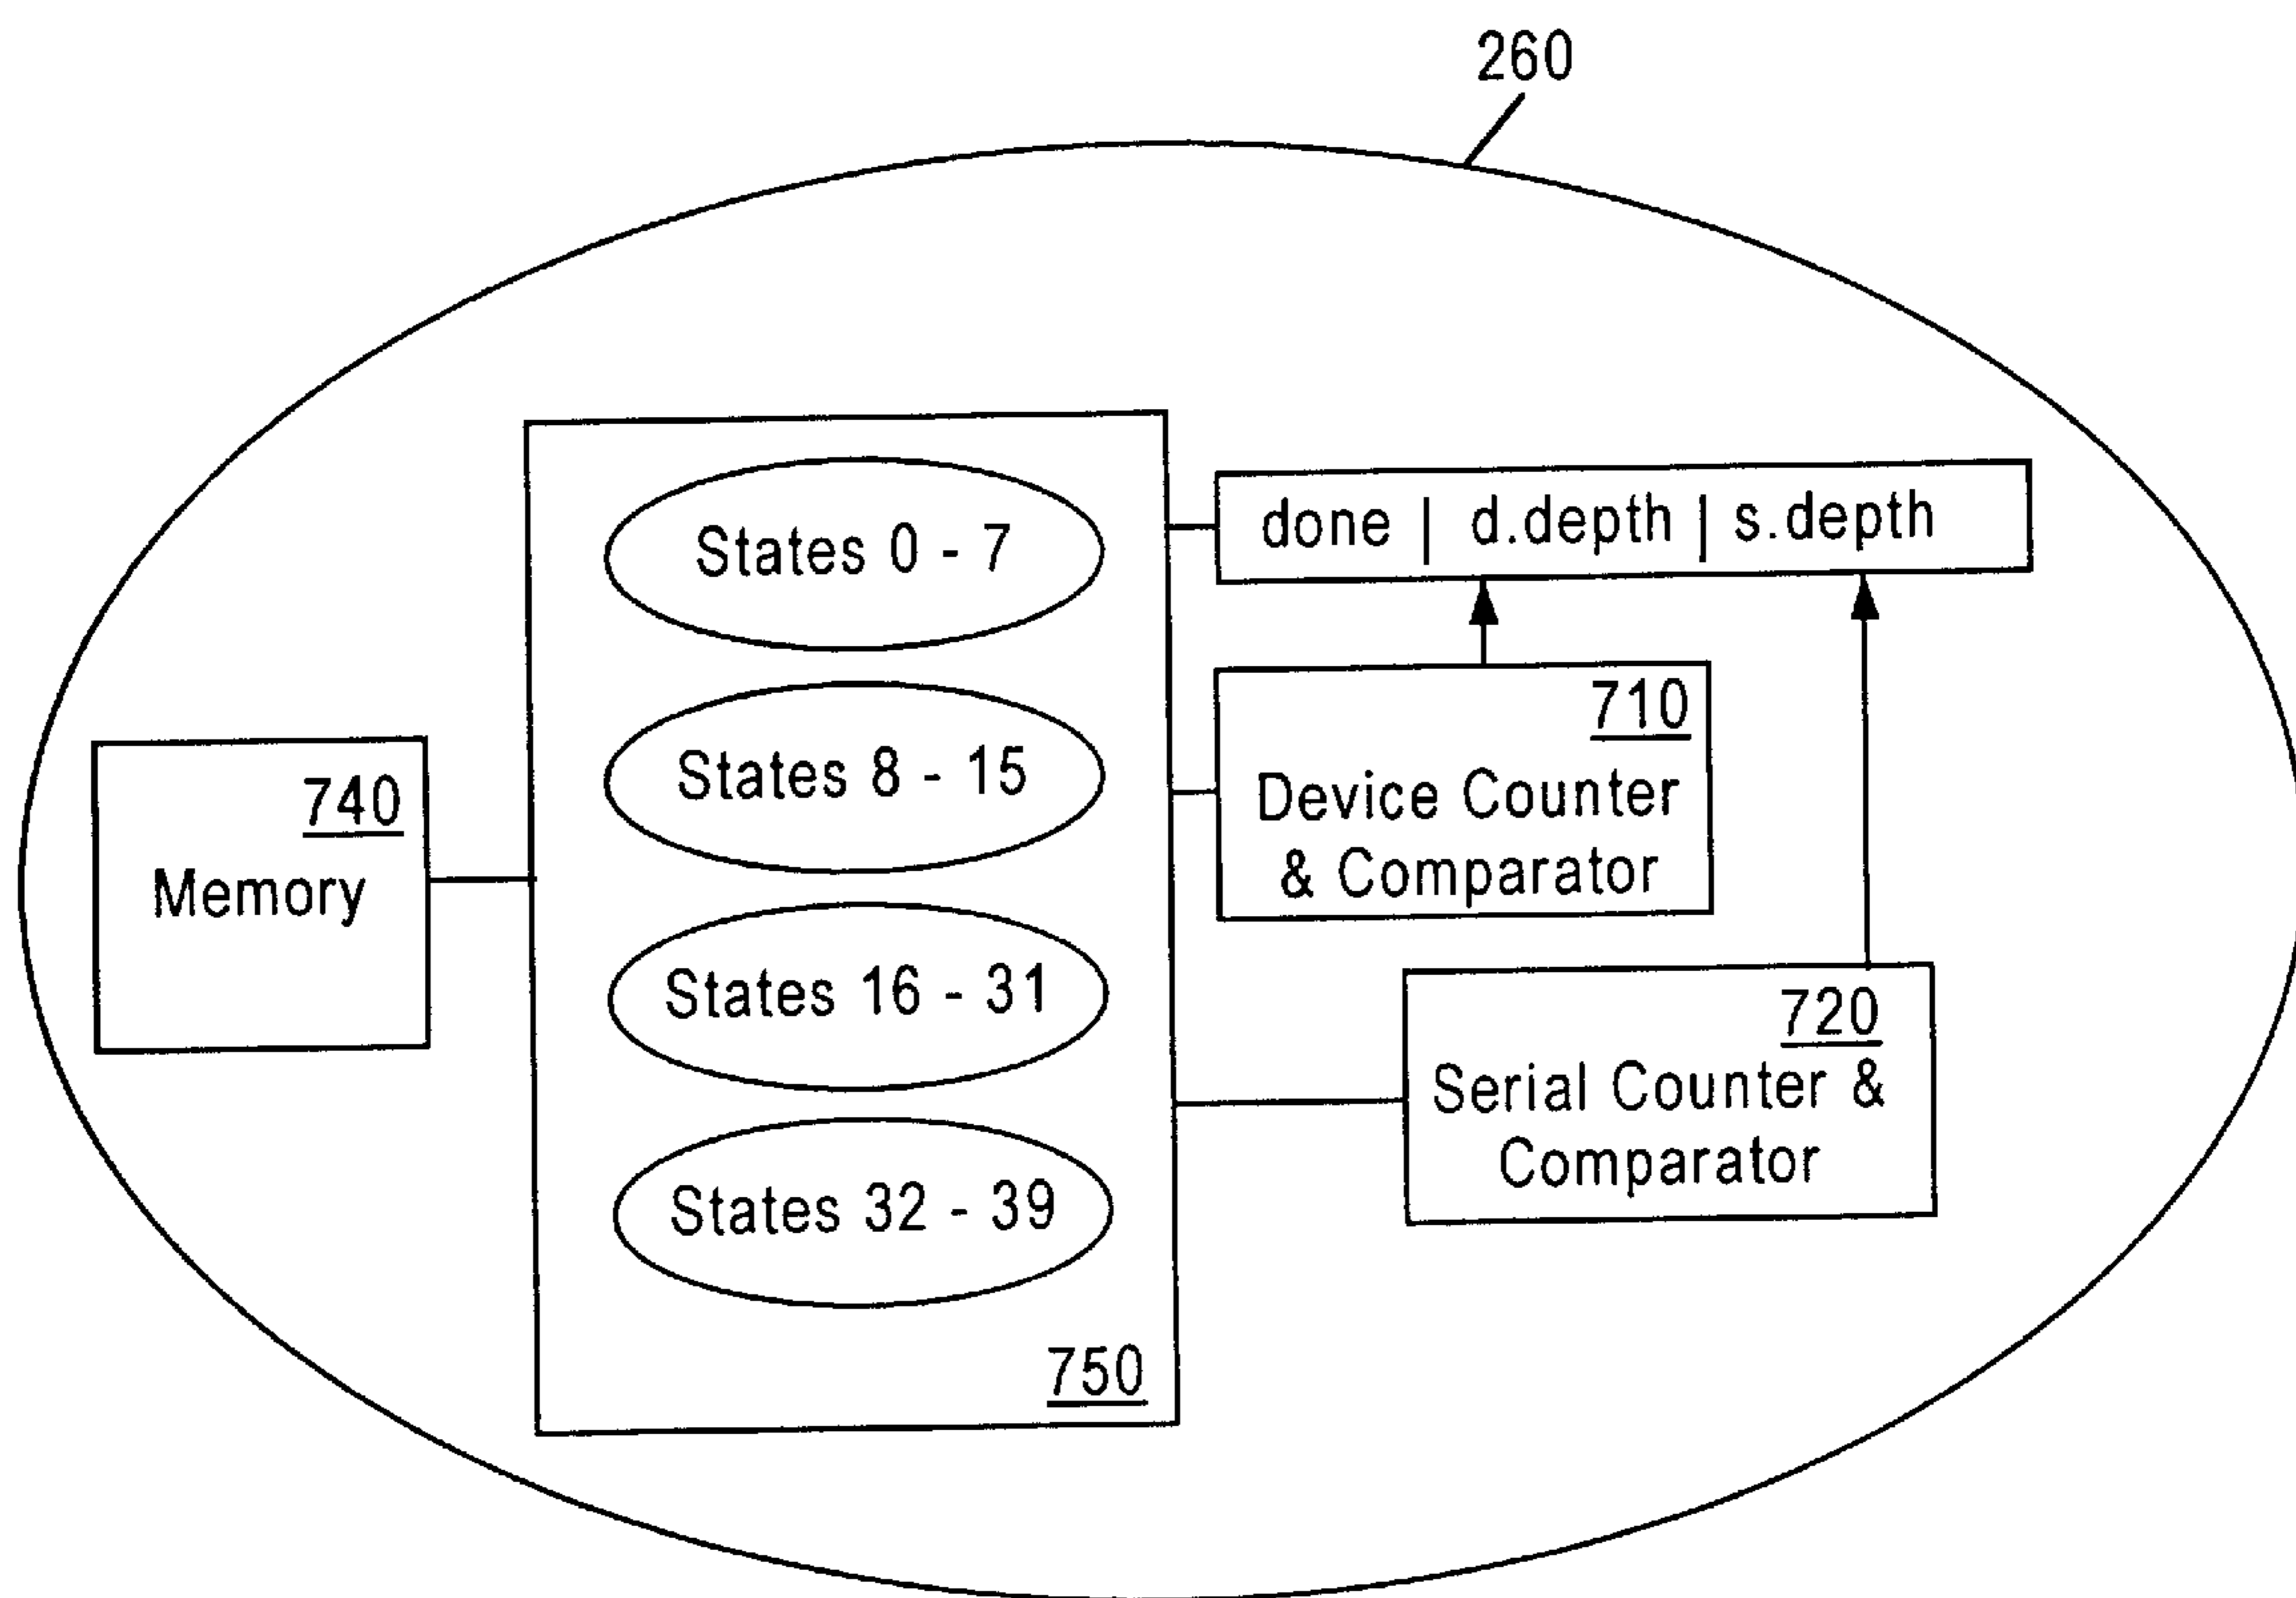 260
States 0 - 7
done | d.depth | s.depth
States 8 - 15
710
Device Counter
& Comparator
740
Memory
States 16 - 31
720
Serial Counter &
Comparator
States 32 - 39
750